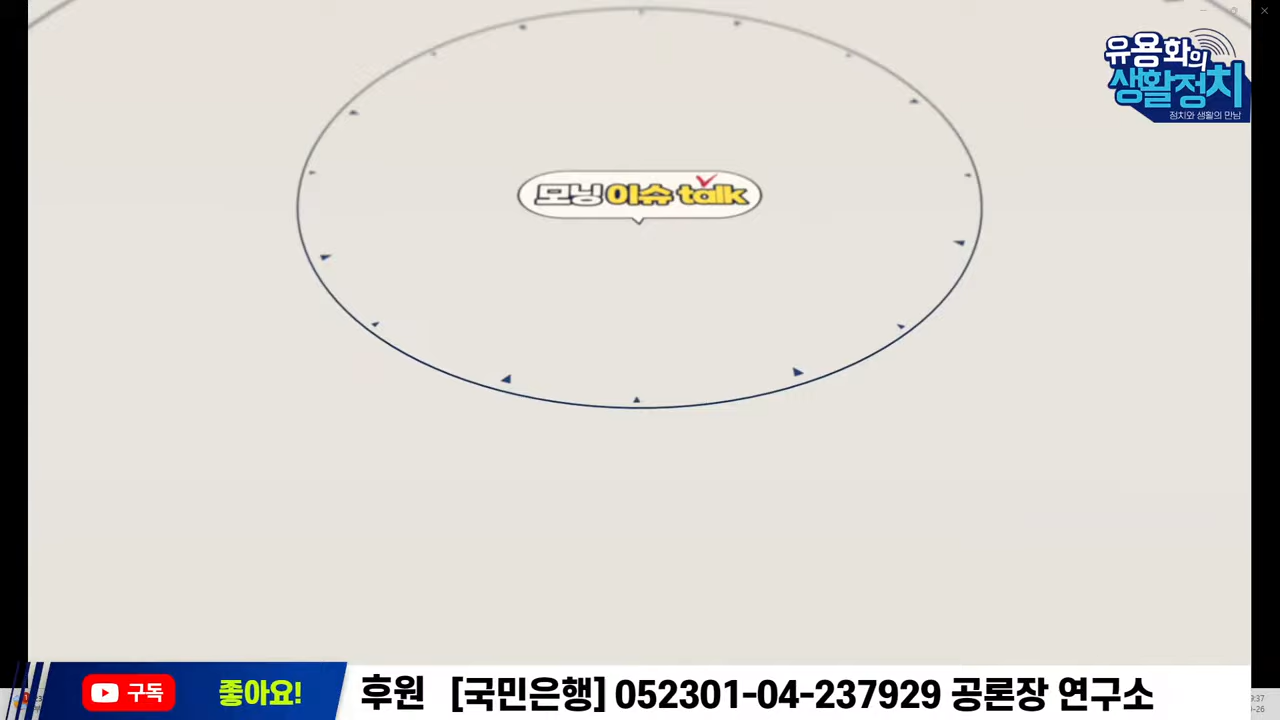 유용화의
생활정치
정치와 생활의 만남
모닝 이슈 talk
구독
좋아요!
후원 [국민은행] 052301-04-237929 공론장 연구소